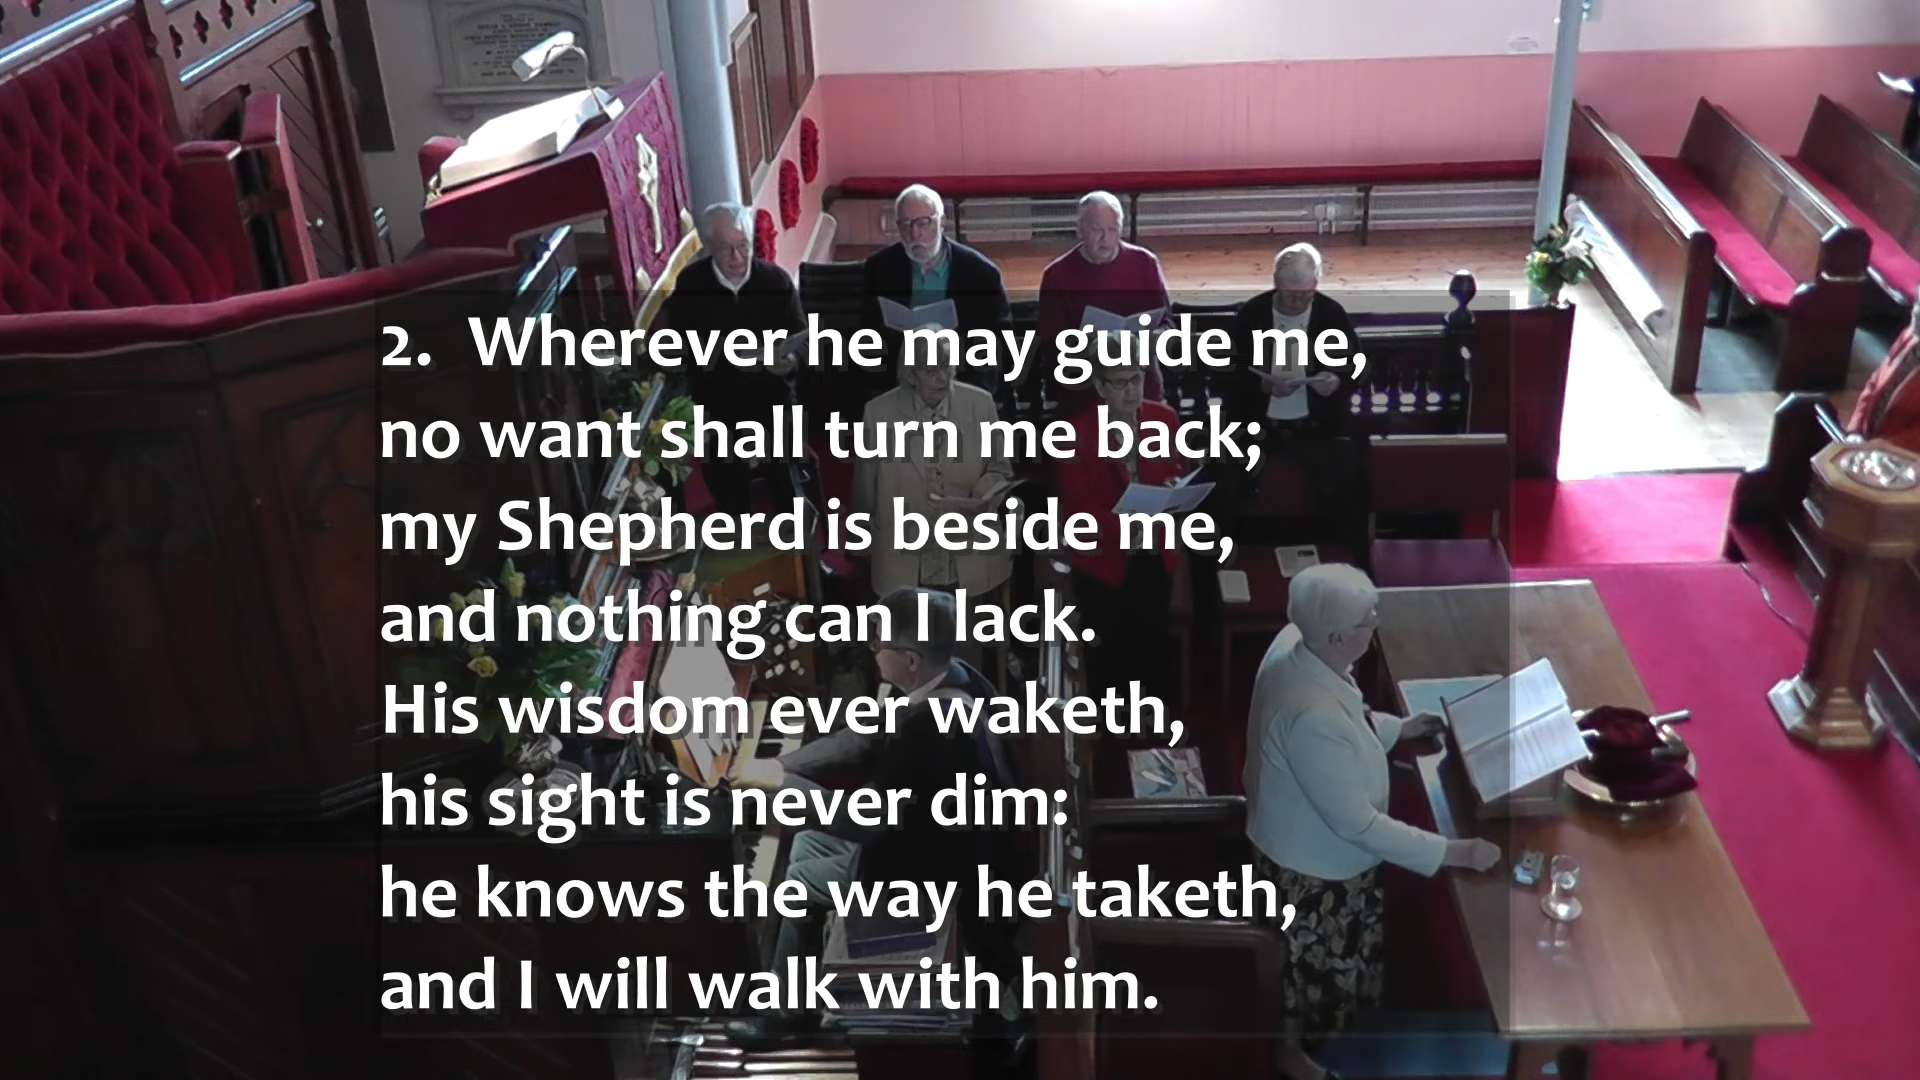 2. Wherever he may guide me,
no want shall turn me back;
my Shepherd is beside me,
and nothing can I lack.
His wisdom ever waketh,
his sight is never dim:
he knows the way he taketh,
and I will walk with him.